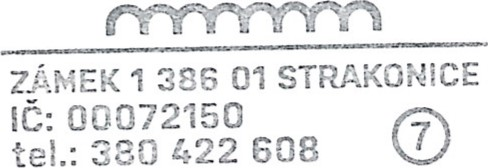 ZÁMEK 1 386 01 STRAKONICE
IČ: 00072150
tel.: 380 422 608
7